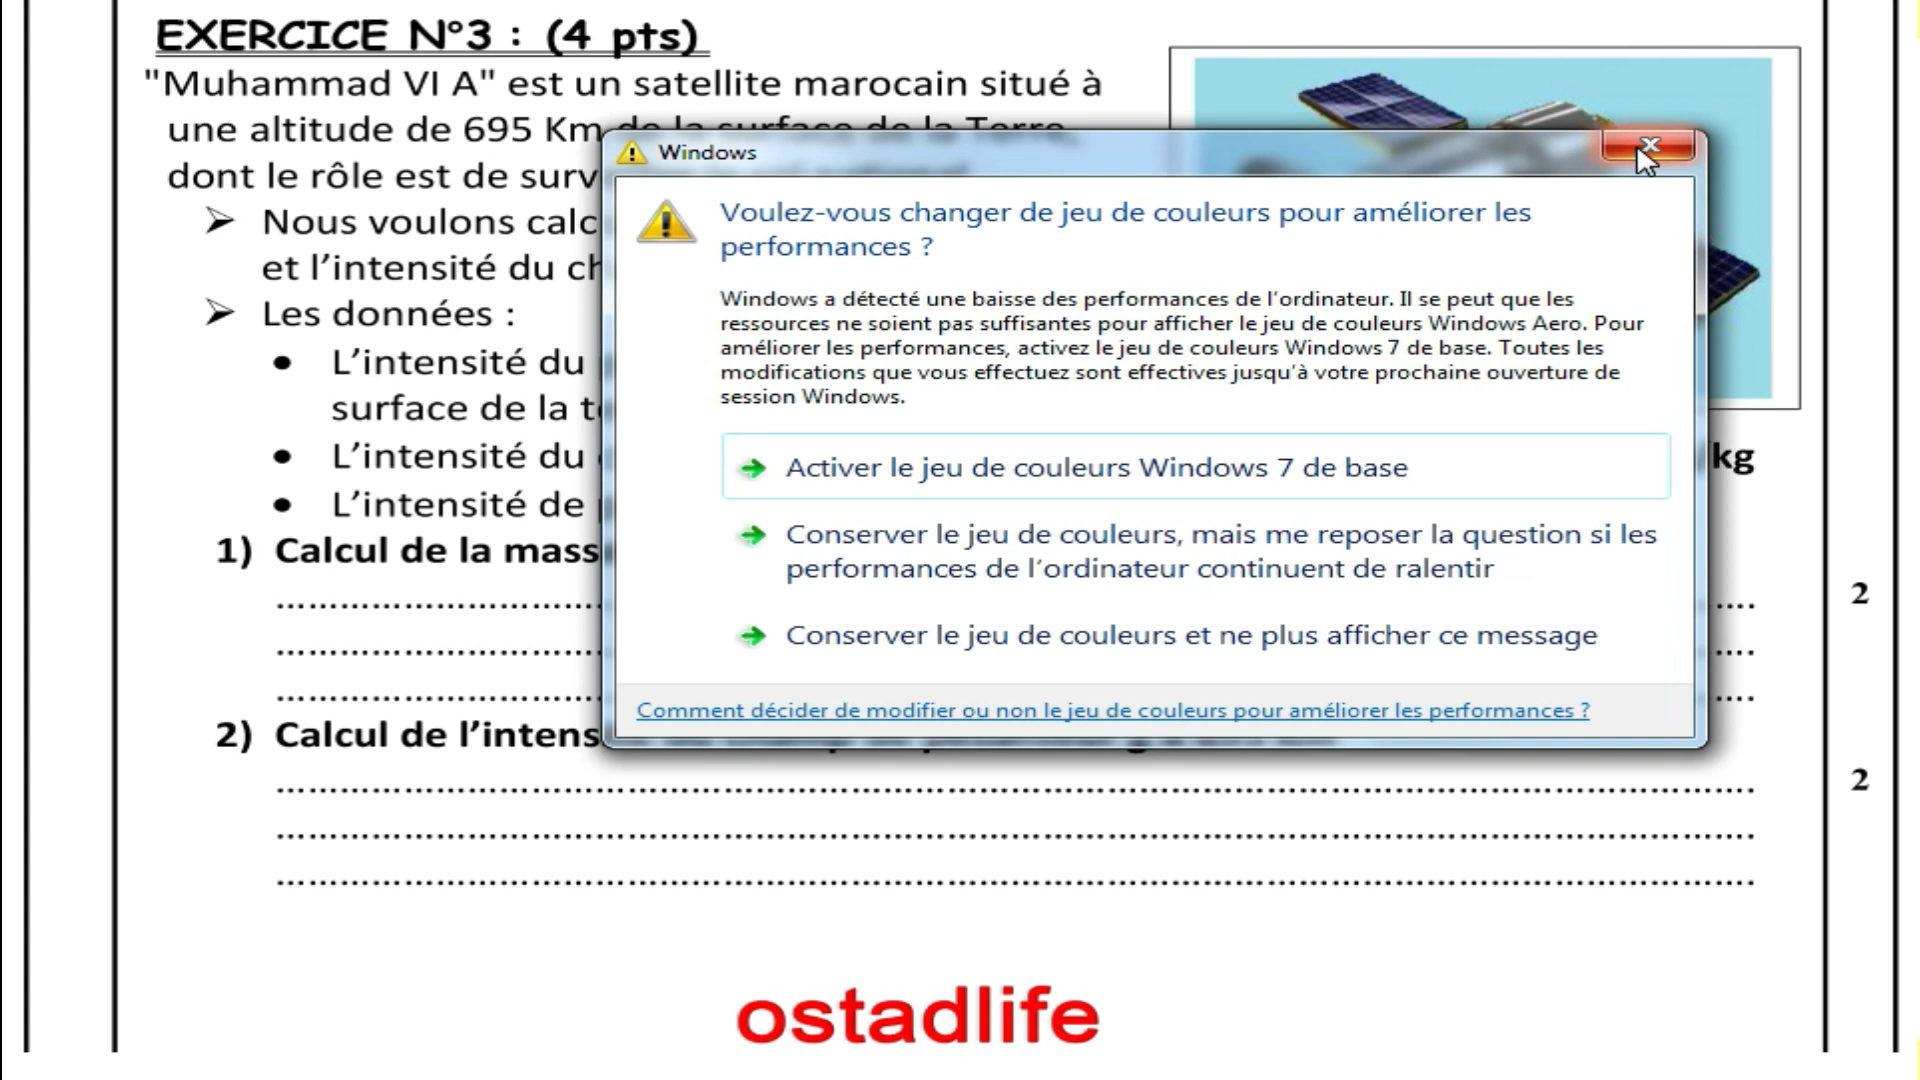 EXERCICE N°3 : (4 pts)
"Muhammad VI A" est un satellite marocain situé à
une altitude de 695 Km de la surface de la Terre,
dont le rôle est de surv
Nous voulons calc
et l’intensité du ch
Les données :
L’intensité du
surface de la te
L’intensité du
kg
L’intensité de
1) Calcul de la mass
2
2) Calcul de l’intens
2
Windows
Voulez-vous changer de jeu de couleurs pour améliorer les
performances ?
Windows a détecté une baisse des performances de l’ordinateur. Il se peut que les
ressources ne soient pas suffisantes pour afficher le jeu de couleurs Windows Aero. Pour
améliorer les performances, activez le jeu de couleurs Windows 7 de base. Toutes les
modifications que vous effectuez sont effectives jusqu’à votre prochaine ouverture de
session Windows.
Activer le jeu de couleurs Windows 7 de base
Conserver le jeu de couleurs, mais me reposer la question si les
performances de l’ordinateur continuent de ralentir
Conserver le jeu de couleurs et ne plus afficher ce message
Comment décider de modifier ou non le jeu de couleurs pour améliorer les performances ?
ostadlife